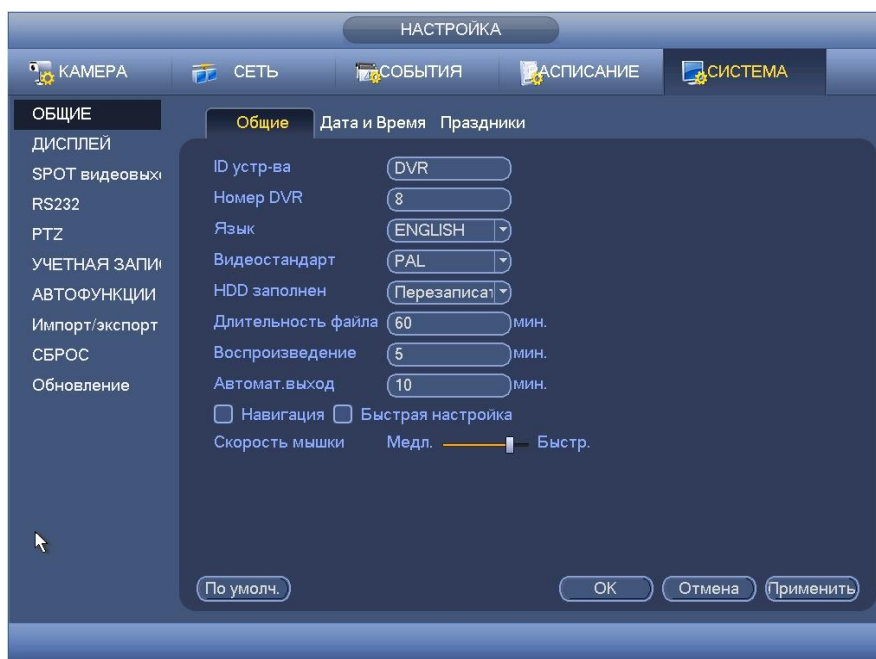 НАСТРОЙКА
КАМЕРА СЕТЬ СОБЫТИЯ АСПИСАНИЕ СИСТЕМА
ОБЩИЕ
ДИСПЛЕЙ
SPOT видеовых
RS232
PTZ
УЧЕТНАЯ ЗАПИ
АВТОФУНКЦИИ
Импорт/экспорт
СБРОС
Обновление
Общие Дата и Время Праздники
ID устр-ва DVR
Номер DVR 8
Язык ENGLISH
Видеостандарт PAL
HDD заполнен Перезаписат
Длительность файла 60 мин.
Воспроизведение 5 мин.
Автомат.выход 10 мин.
Навигация Быстрая настройка
Скорость мышки Медл. Быстр.
По умолч. OK Отмена Применить